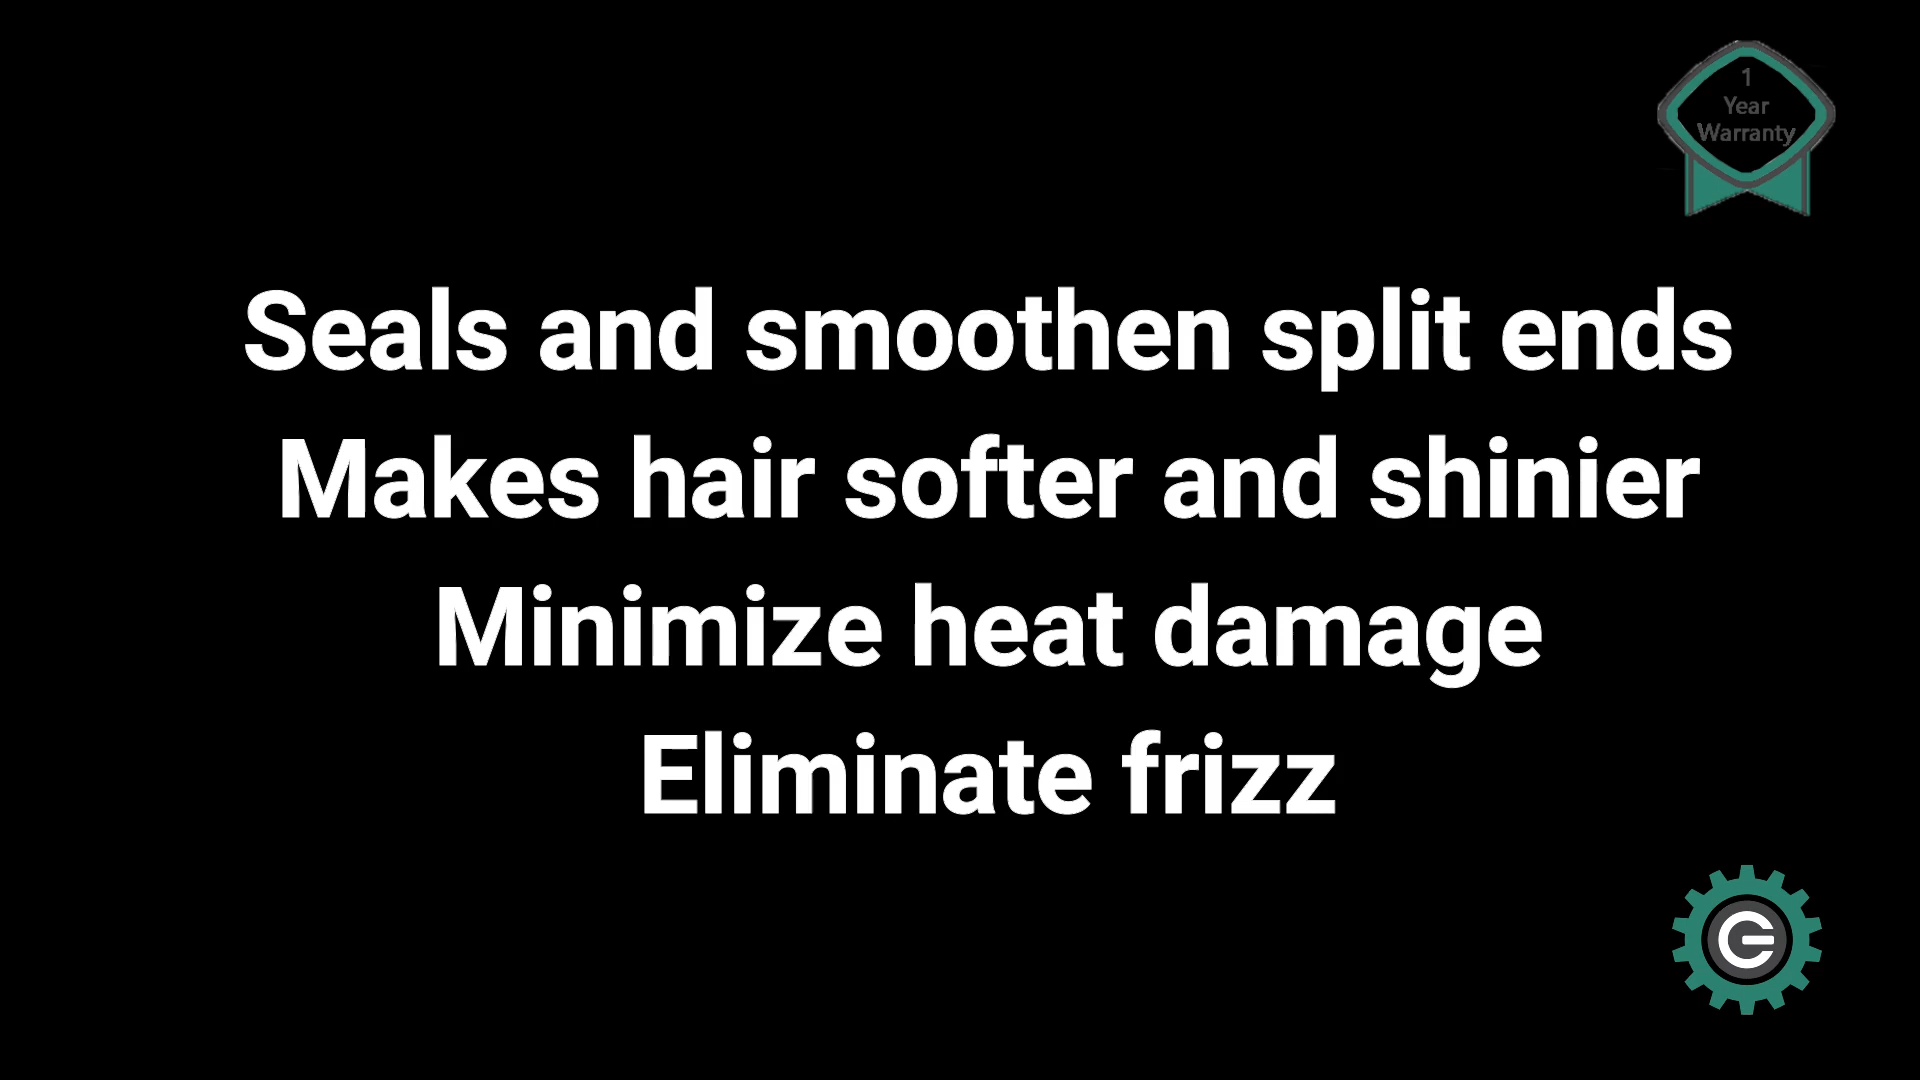 1
Year
Warranty
Seals and smoothen split ends
Makes hair softer and shinier
Minimize heat damage
Eliminate frizz